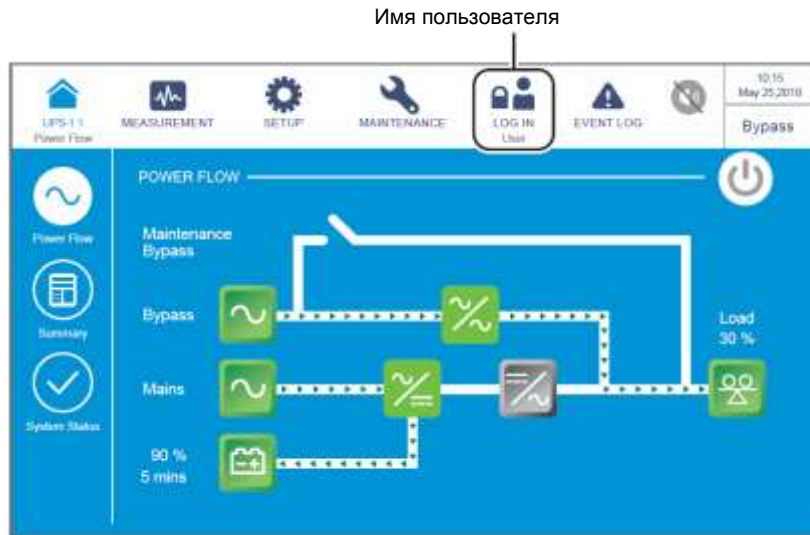 Имя пользователя
UPS-1.1
Power Flow
MEASUREMENT
SETUP
MAINTENANCE
LOG IN
User
EVENT LOG
10:15
May 25,2018
Bypass
POWER FLOW
Power Flow
Summary
System Status
Maintenance
Bypass
Bypass
Mains
90 %
5 mins
Load
30 %